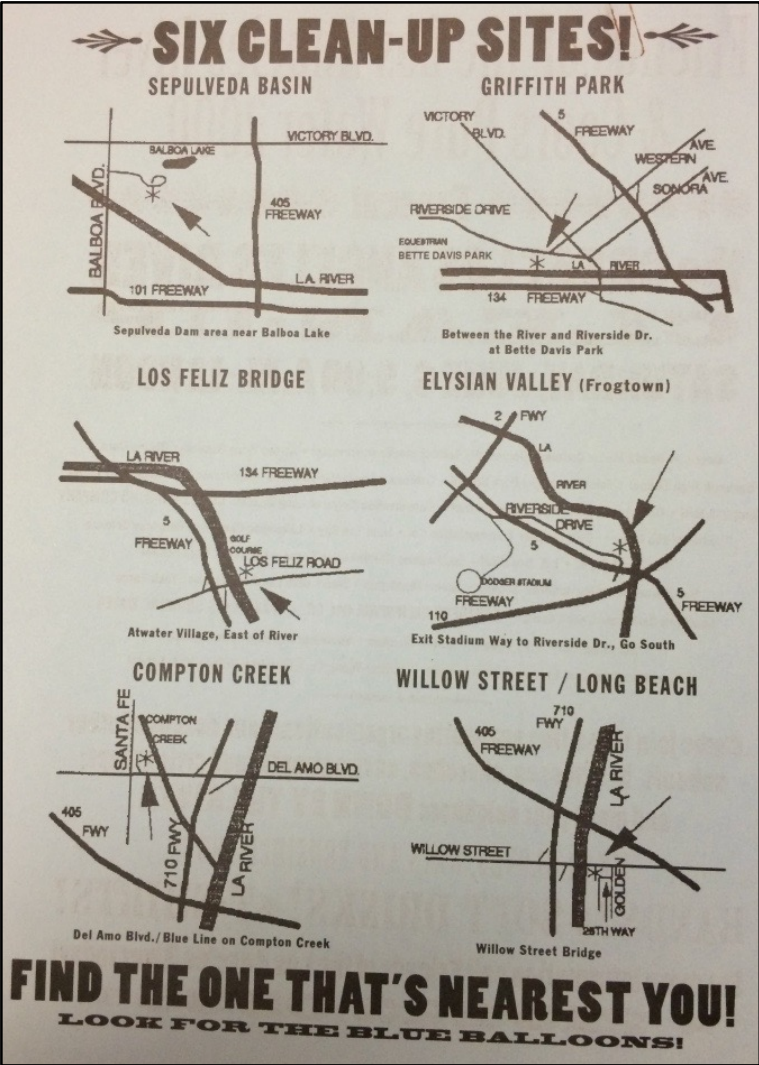 SIX CLEAN-UP SITES!
SEPULVEDA BASIN
VICTORY BLVD.
BALBOA LAKE
BALBOA BLVD.
405
FREEWAY
L.A. RIVER
101 FREEWAY
Sepulveda Dam area near Balboa Lake
GRIFFITH PARK
VICTORY
BLVD.
5
FREEWAY
AVE.
WESTERN
AVE.
SONORA
RIVERSIDE DRIVE
EQUESTRIAN
BETTE DAVIS PARK
LA RIVER
134 FREEWAY
Between the River and Riverside Dr.
at Bette Davis Park
LOS FELIZ BRIDGE
LA RIVER
134 FREEWAY
5
FREEWAY
GOLF
COURSE
LOS FELIZ ROAD
Atwater Village, East of River
ELYSIAN VALLEY (Frogtown)
2 FWY
LA
RIVER
RIVERSIDE
DRIVE
5
DODGER STADIUM
FREEWAY
110
5
FREEWAY
Exit Stadium Way to Riverside Dr., Go South
COMPTON CREEK
SANTA FE
COMPTON
CREEK
DEL AMO BLVD.
405
FWY
710 FWY
LA RIVER
Del Amo Blvd./Blue Line on Compton Creek
WILLOW STREET / LONG BEACH
710
FWY
405
FREEWAY
LA RIVER
WILLOW STREET
GOLDEN
25TH WAY
Willow Street Bridge
FIND THE ONE THAT'S NEAREST YOU!
LOOK FOR THE BLUE BALLOONS!